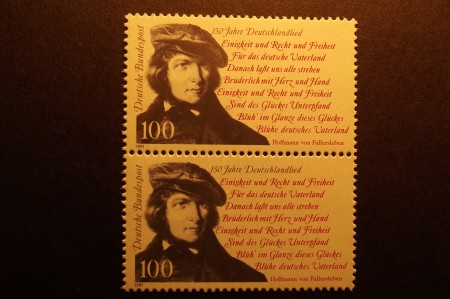 Deutsche Bundespost
150 Jahre Deutschlandlied
Einigkeit und Recht und Freiheit
Für das deutsche Vaterland
Danach laßt uns alle streben
Brüderlich mit Herz und Hand
Einigkeit und Recht und Freiheit
Sind des Glückes Unterpfand
Blüh' im Glanze dieses Glückes
Blühe deutsches Vaterland
Hoffmann von Fallersleben
100
1991
Deutsche Bundespost
150 Jahre Deutschlandlied
Einigkeit und Recht und Freiheit
Für das deutsche Vaterland
Danach laßt uns alle streben
Brüderlich mit Herz und Hand
Einigkeit und Recht und Freiheit
Sind des Glückes Unterpfand
Blüh' im Glanze dieses Glückes
Blühe deutsches Vaterland
Hoffmann von Fallersleben
100
1991